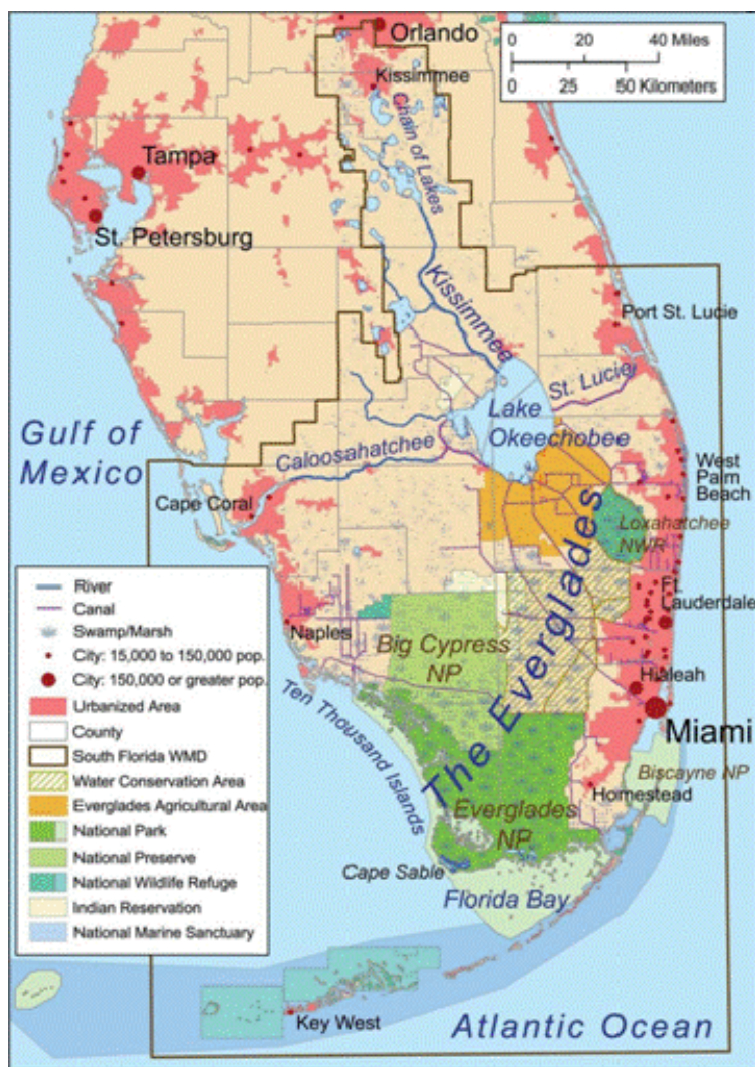 Orlando
0 20 40 Miles
0 25 50 Kilometers
Kissimmee
Chain of Lakes
Tampa
St. Petersburg
Kissimmee
Port St. Lucie
St. Lucie
Lake
Okeechobee
Gulf of
Mexico
Caloosahatchee
West
Palm
Beach
Cape Coral
Loxahatchee
NWR
The Everglades
Ft.
Lauderdale
Naples
Big Cypress
NP
Hialeah
Miami
Ten Thousand Islands
Biscayne NP
Homestead
Everglades
NP
Cape Sable
Florida Bay
Key West
Atlantic Ocean
River
Canal
Swamp/Marsh
City: 15,000 to 150,000 pop.
City: 150,000 or greater pop.
Urbanized Area
County
South Florida WMD
Water Conservation Area
Everglades Agricultural Area
National Park
National Preserve
National Wildlife Refuge
Indian Reservation
National Marine Sanctuary